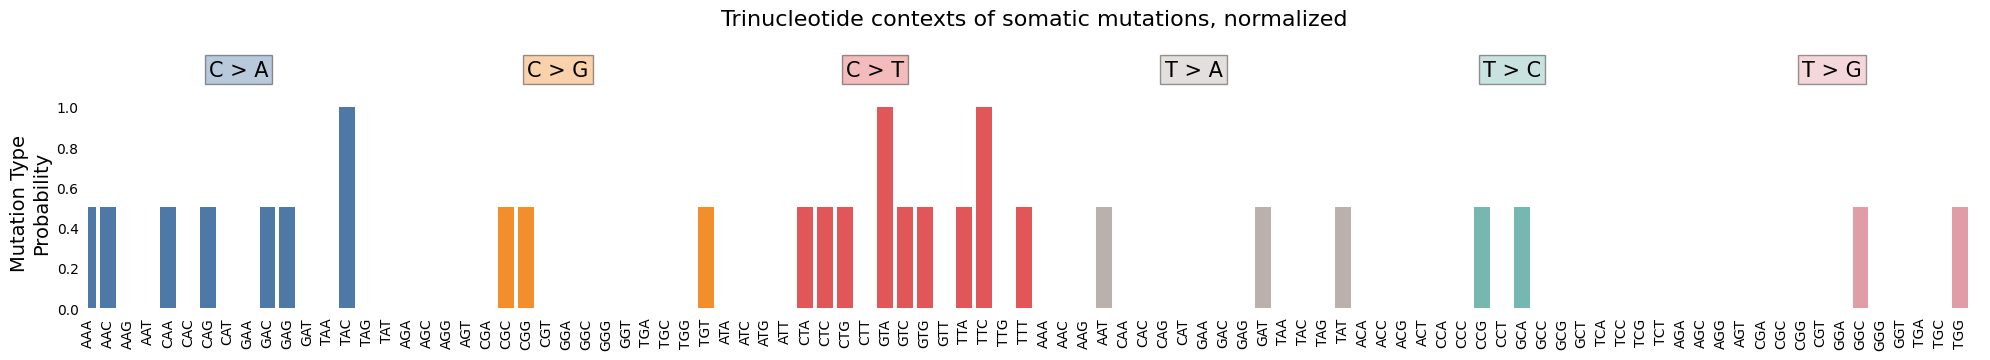 Trinucleotide contexts of somatic mutations, normalized
C > A
C > G
C > T
T > A
T > C
T > G
Mutation Type
Probability
1.0
0.8
0.6
0.4
0.2
0.0
AAA AAC AAG AAT CAA CAC CAG CAT GAA GAC GAG GAT TAA TAC TAG TAT AGA AGC AGG AGT CGA CGC CGG CGT GGA GGC GGG GGT TGA TGC TGG TGT ATA ATC ATG ATT CTA CTC CTG CTT GTA GTC GTG GTT TTA TTC TTG TTT AAA AAC AAG AAT CAA CAC CAG CAT GAA GAC GAG GAT TAA TAC TAG TAT ACA ACC ACG ACT CCA CCC CCG CCT GCA GCC GCG GCT TCA TCC TCG TCT AGA AGC AGG AGT CGA CGC CGG CGT GGA GGC GGG GGT TGA TGC TGG